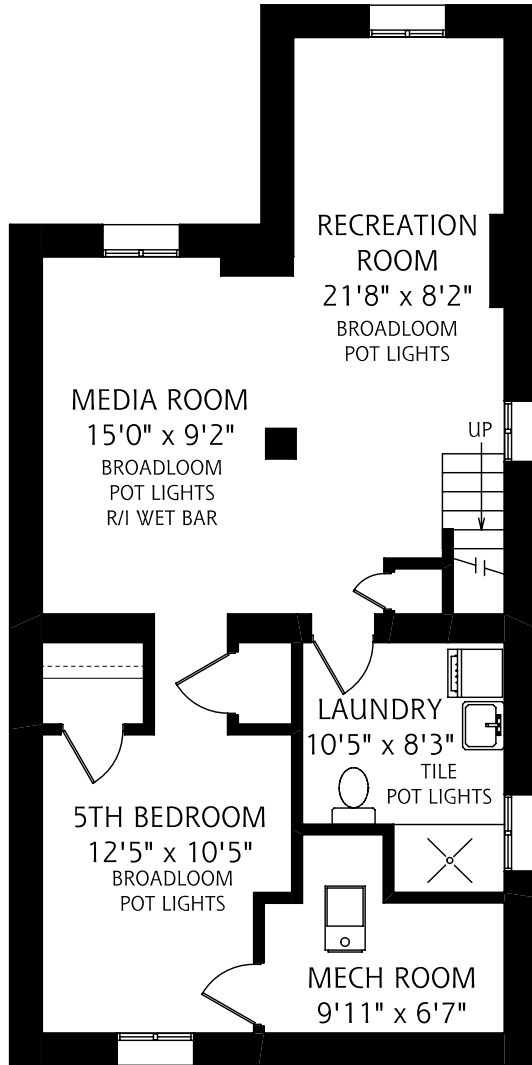 RECREATION
ROOM
21'8" x 8'2"
BROADLOOM
POT LIGHTS
MEDIA ROOM
15'0" x 9'2"
BROADLOOM
POT LIGHTS
R/I WET BAR
UP
LAUNDRY
10'5" x 8'3"
TILE
POT LIGHTS
5TH BEDROOM
12'5" x 10'5"
BROADLOOM
POT LIGHTS
MECH ROOM
9'11" x 6'7"